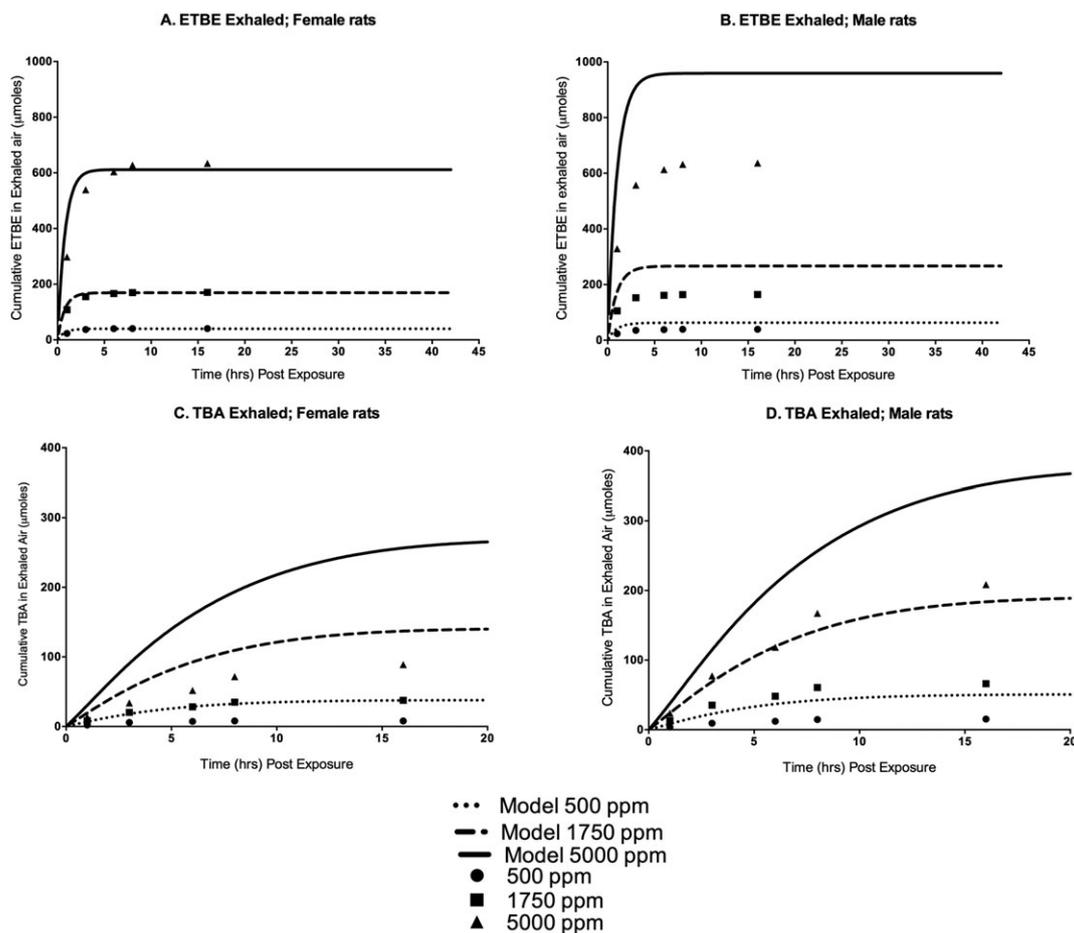 A. ETBE Exhaled; Female rats
Cumulative ETBE in Exhaled air (µmoles)
1000
800
600
400
200
0
0 5 10 15 20 25 30 35 40 45
Time (hrs) Post Exposure
B. ETBE Exhaled; Male rats
Cumulative ETBE in exhaled air (µmoles)
1000
800
600
400
200
0
0 5 10 15 20 25 30 35 40 45
Time (hrs) Post Exposure
C. TBA Exhaled; Female rats
Cumulative TBA in Exhaled Air (µmoles)
400
300
200
100
0
0 5 10 15 20
Time (hrs) Post Exposure
D. TBA Exhaled; Male rats
Cumulative TBA in Exhaled Air (µmoles)
400
300
200
100
0
0 5 10 15 20
Time (hrs) Post Exposure
Model 500 ppm
Model 1750 ppm
Model 5000 ppm
500 ppm
1750 ppm
5000 ppm